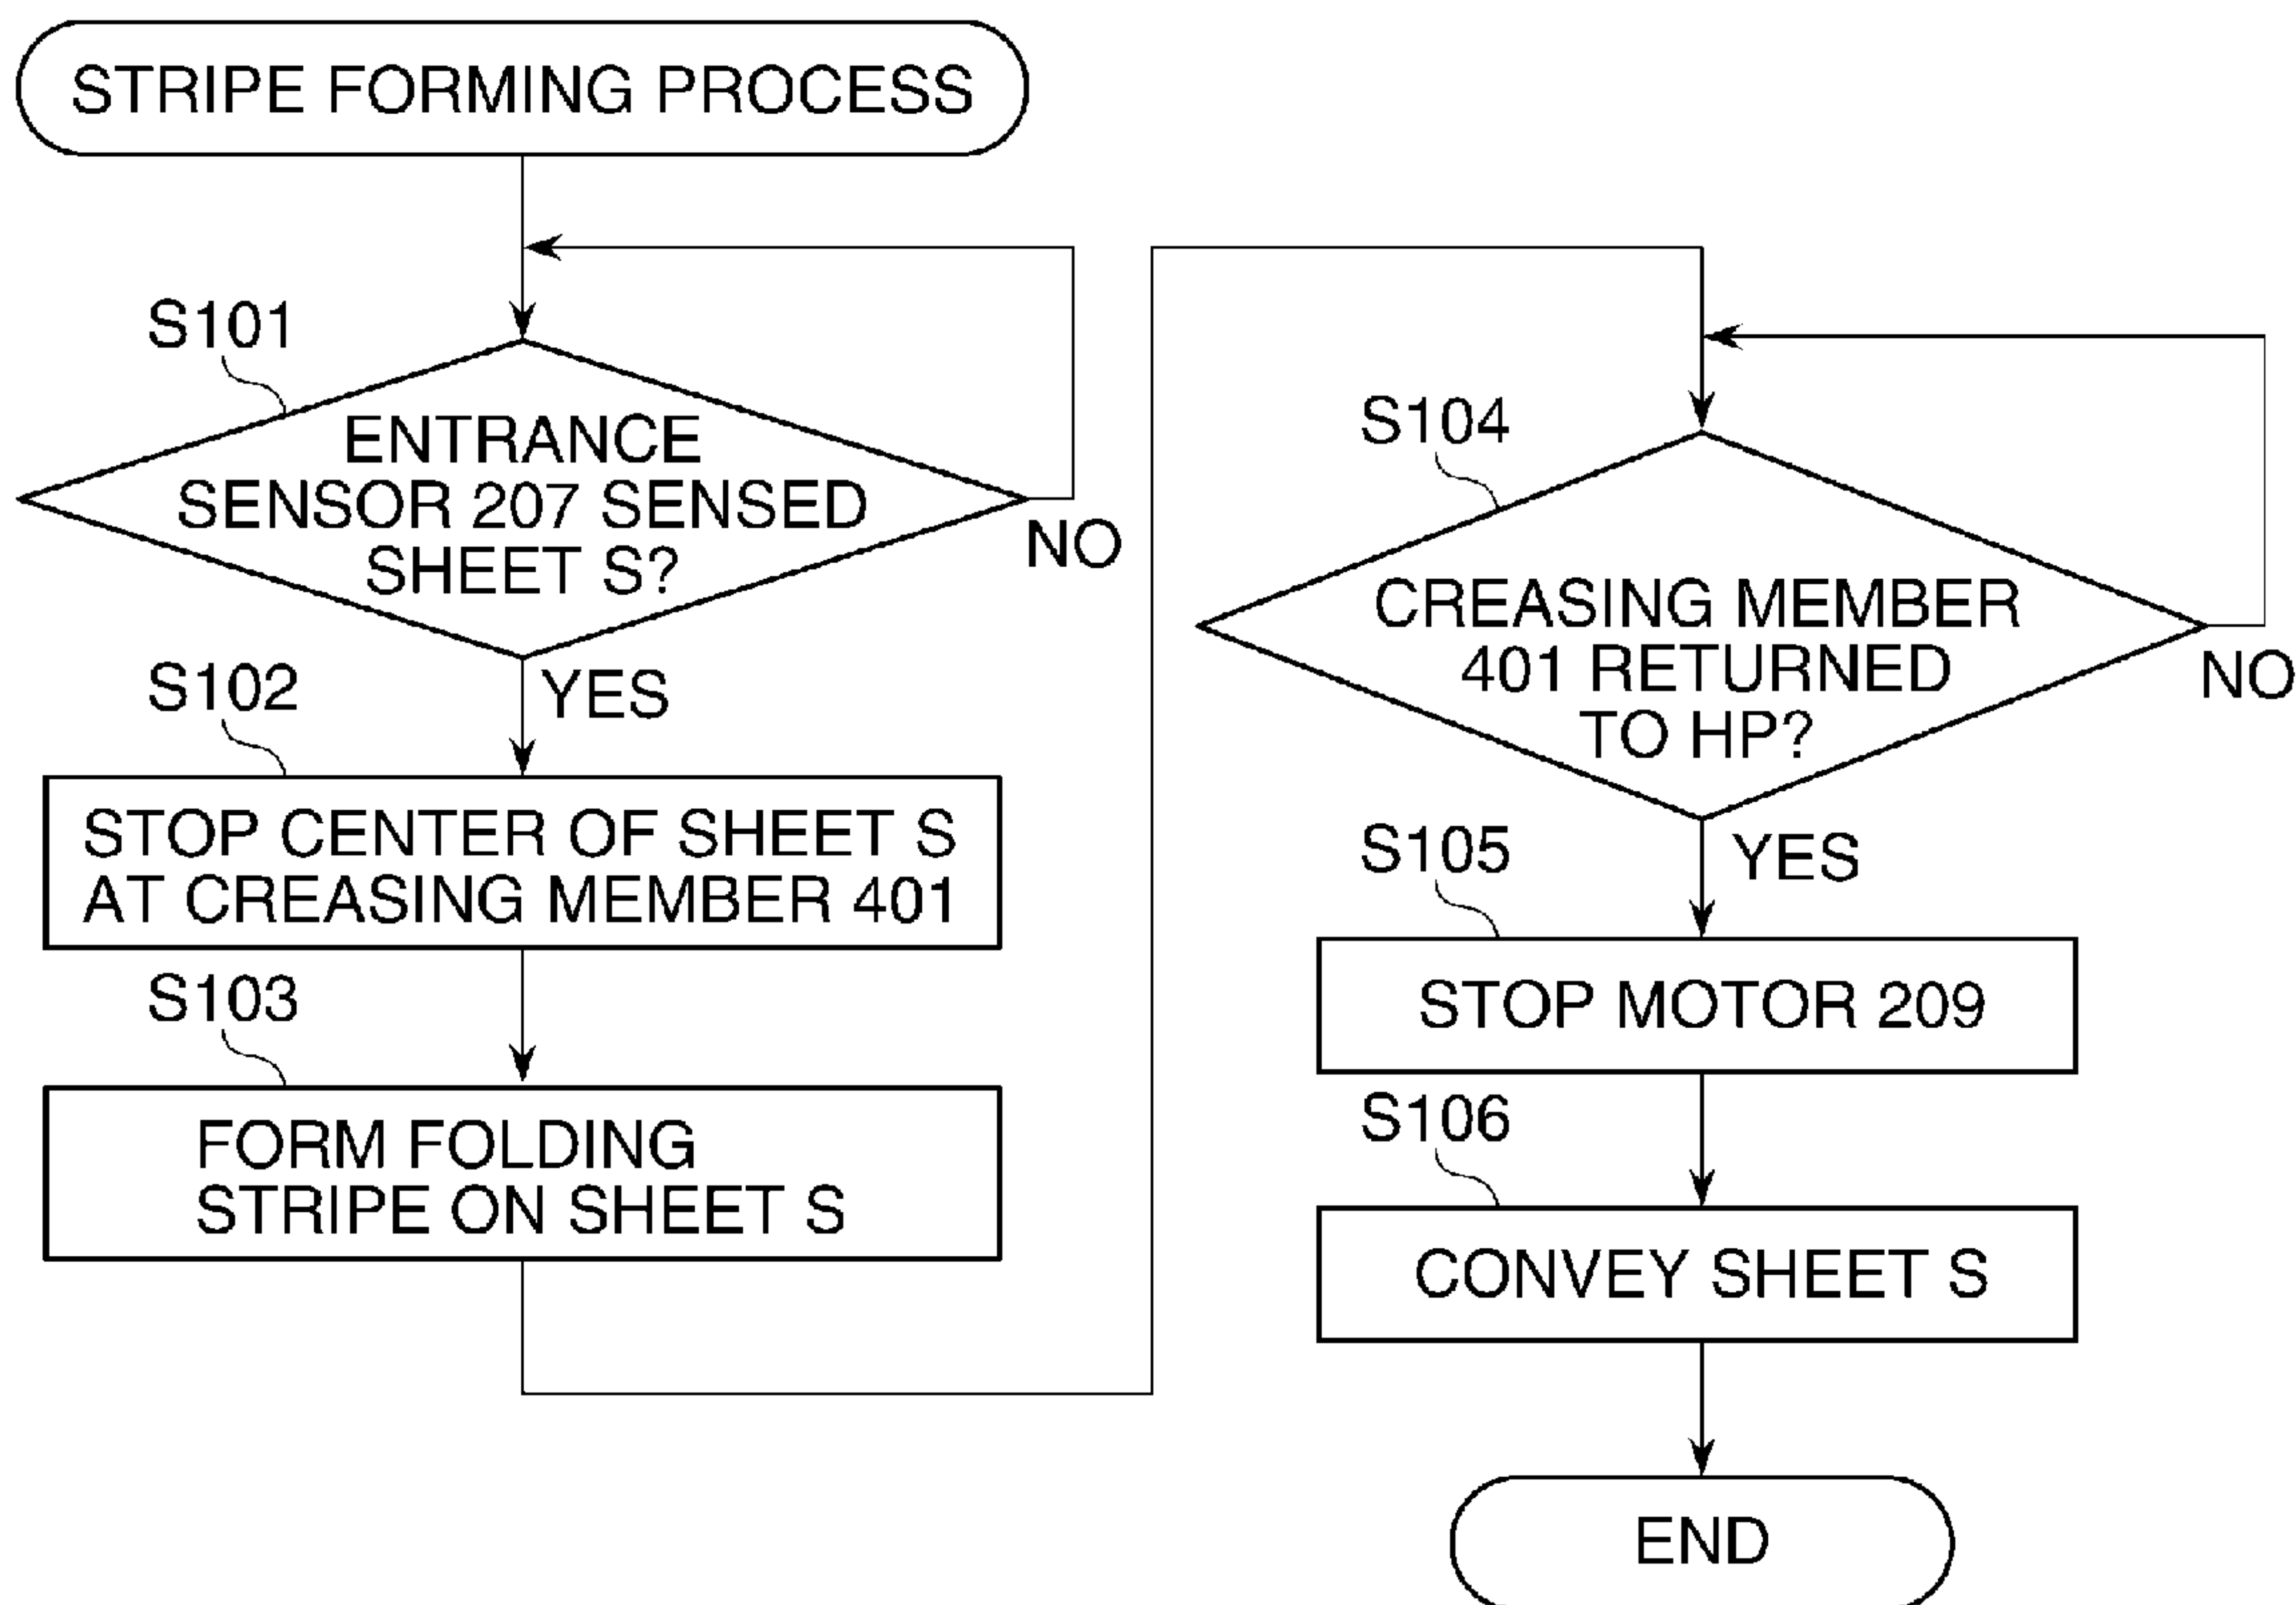 STRIPE FORMING PROCESS
S101
ENTRANCE
SENSOR 207 SENSED
SHEET S?
NO
YES
S102
STOP CENTER OF SHEET S
AT CREASING MEMBER 401
S103
FORM FOLDING
STRIPE ON SHEET S
S104
CREASING MEMBER
401 RETURNED
TO HP?
NO
YES
S105
STOP MOTOR 209
S106
CONVEY SHEET S
END